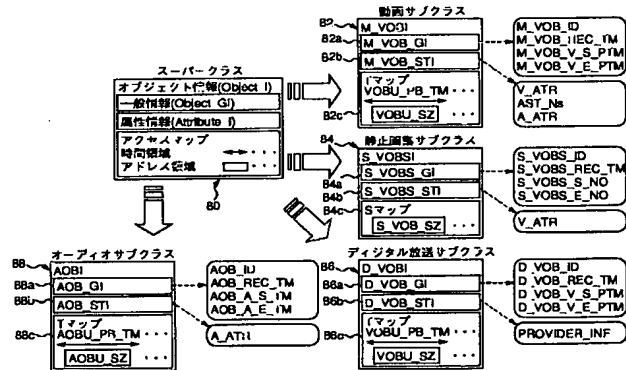 スーパークラス
オブジェクト情報(Object I)
一般情報(Object GI)
属性情報(Attribute I)
アクセスマップ
時間領域 ・・・・
アドレス領域 ・・・・
80
動画サブクラス
82
M_VOBI
82a
M_VOB_GI
82b
M_VOB_STI
Tマップ
VOBU_PB_TM ・・・
82c
VOBU_SZ ・・・
M_VOB_ID
M_VOB_REC_TM
M_VOB_V_S_PTM
M_VOB_V_E_PTM
V_ATR
AST_Ns
A_ATR
静止画像サブクラス
84
S_VOBSI
84a
S_VOBS_GI
84b
S_VOBS_STI
84c
Sマップ
S_VOB_SZ ・・・
S_VOBS_ID
S_VOBS_REC_TM
S_VOBS_S_NO
S_VOBS_E_NO
V_ATR
オーディオサブクラス
88
AOBI
88a
AOB_GI
88b
AOB_STI
Tマップ
88c
AOBU_PB_TM ・・・
AOBU_SZ ・・・
AOB_ID
AOB_REC_TM
AOB_A_S_TM
AOB_A_E_TM
A_ATR
ディジタル放送サブクラス
86
D_VOBI
86a
D_VOB_GI
86b
D_VOB_STI
Tマップ
VOBU_PB_TM ・・・
86c
VOBU_SZ ・・・
D_VOB_ID
D_VOB_REC_TM
D_VOB_V_S_PTM
D_VOB_V_E_PTM
PROVIDER_INF